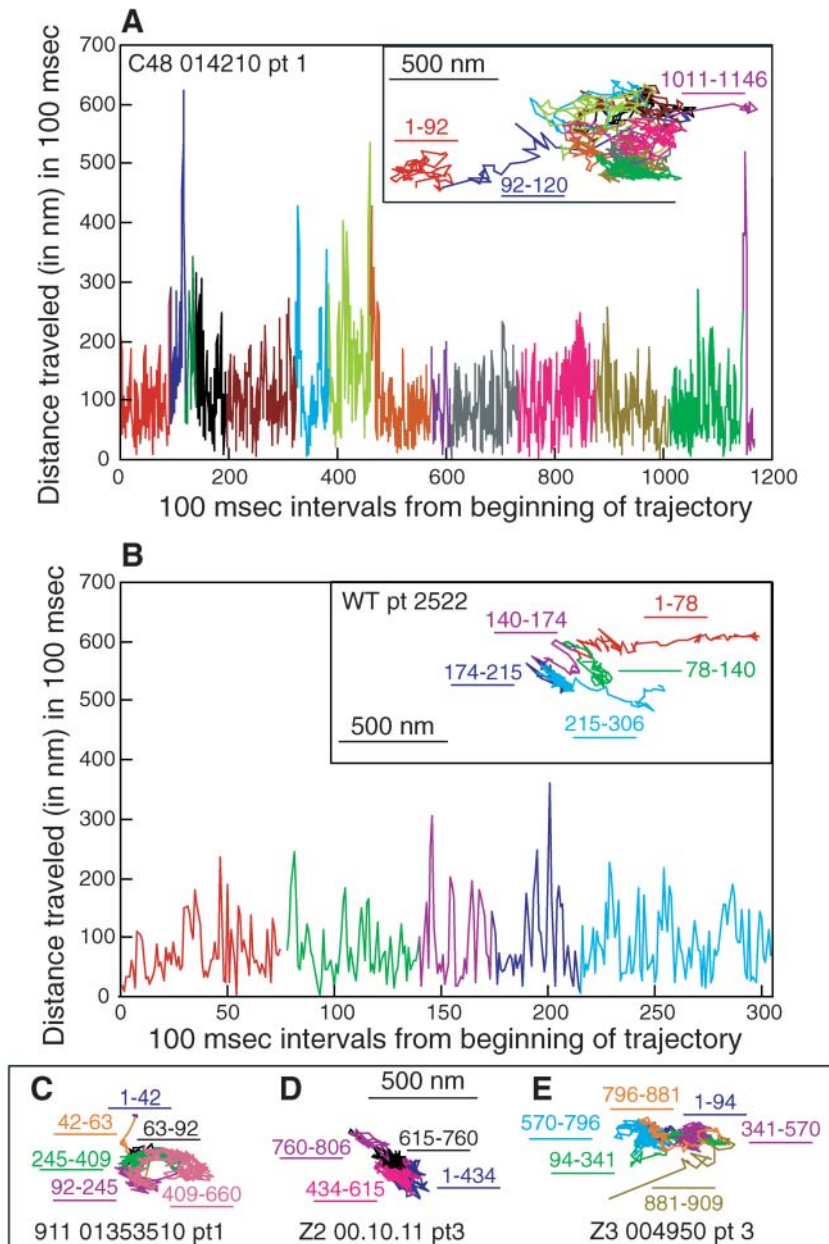 A
C48 014210 pt 1
500 nm
1011-1146
1-92
92-120
Distance traveled (in nm) in 100 msec
700
600
500
400
300
200
100
0
0 200 400 600 800 1000 1200
100 msec intervals from beginning of trajectory
B
WT pt 2522
140-174
1-78
174-215
78-140
500 nm
215-306
Distance traveled (in nm) in 100 msec
700
600
500
400
300
200
100
0
0 50 100 150 200 250 300
100 msec intervals from beginning of trajectory
C
1-42
42-63
63-92
245-409
92-245
409-660
911 01353510 pt1
D
500 nm
760-806
615-760
434-615
1-434
Z2 00.10.11 pt3
E
796-881
1-94
570-796
341-570
94-341
881-909
Z3 004950 pt 3